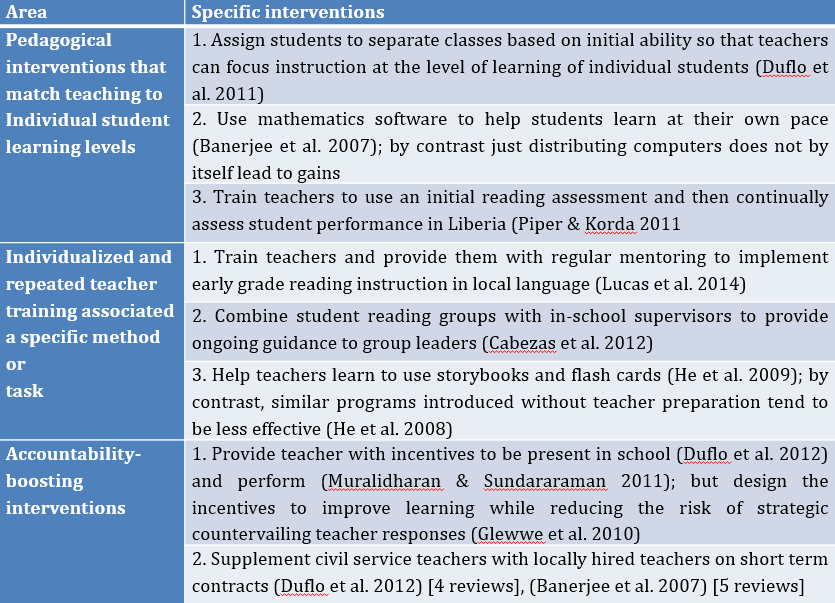 Area
Specific interventions
Pedagogical
interventions that
match teaching to
Individual student
learning levels
1. Assign students to separate classes based on initial ability so that teachers
can focus instruction at the level of learning of individual students (Duflo et
al. 2011)
2. Use mathematics software to help students learn at their own pace
(Banerjee et al. 2007); by contrast just distributing computers does not by
itself lead to gains
3. Train teachers to use an initial reading assessment and then continually
assess student performance in Liberia (Piper & Korda 2011
Individualized and
repeated teacher
training associated
a specific method
or
task
1. Train teachers and provide them with regular mentoring to implement
early grade reading instruction in local language (Lucas et al. 2014)
2. Combine student reading groups with in-school supervisors to provide
ongoing guidance to group leaders (Cabezas et al. 2012)
3. Help teachers learn to use storybooks and flash cards (He et al. 2009); by
contrast, similar programs introduced without teacher preparation tend to
be less effective (He et al. 2008)
Accountability-
boosting
interventions
1. Provide teacher with incentives to be present in school (Duflo et al. 2012)
and perform (Muralidharan & Sundararaman 2011); but design the
incentives to improve learning while reducing the risk of strategic
countervailing teacher responses (Glewwe et al. 2010)
2. Supplement civil service teachers with locally hired teachers on short term
contracts (Duflo et al. 2012) [4 reviews], (Banerjee et al. 2007) [5 reviews]